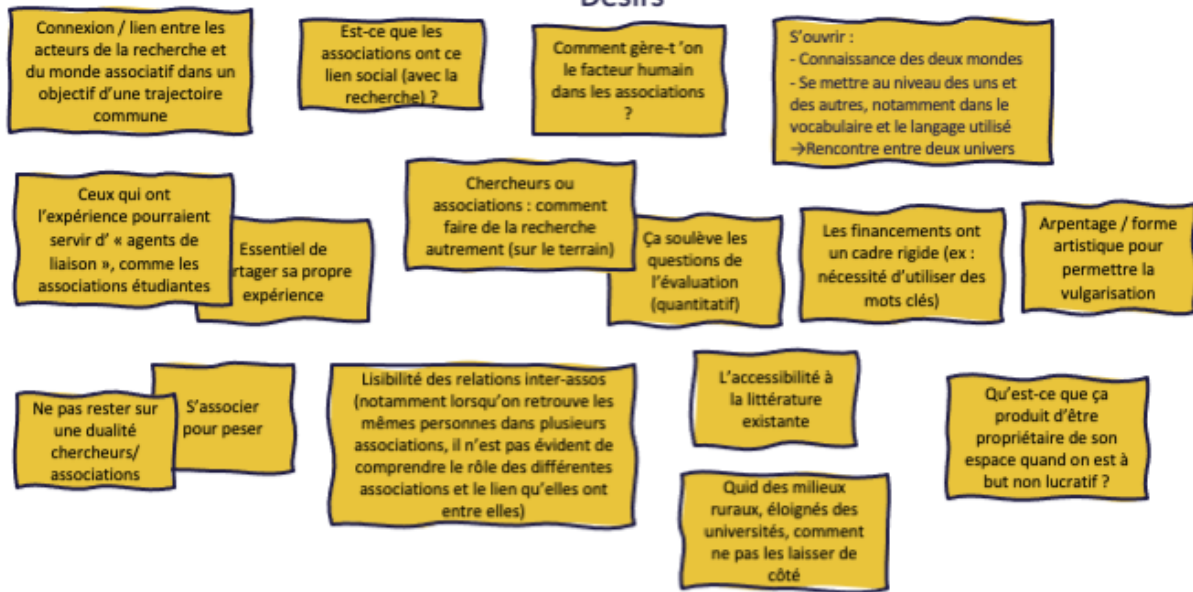 Désirs
Connexion / lien entre les
acteurs de la recherche et
du monde associatif dans un
objectif d'une trajectoire
commune
Est-ce que les
associations ont ce
lien social (avec la
recherche) ?
Comment gère-t 'on
le facteur humain
dans les associations
?
S'ouvrir :
- Connaissance des deux mondes
- Se mettre au niveau des uns et
des autres, notamment dans le
vocabulaire et le langage utilisé
→Rencontre entre deux univers
Ceux qui ont
l'expérience pourraient
servir d' « agents de
liaison », comme les
associations étudiantes
Essentiel de
rtager sa propre
expérience
Chercheurs ou
associations : comment
faire de la recherche
autrement (sur le terrain)
Ça soulève les
questions de
l'évaluation
(quantitatif)
Les financements ont
un cadre rigide (ex :
nécessité d'utiliser des
mots clés)
Arpentage / forme
artistique pour
permettre la
vulgarisation
Ne pas rester sur
une dualité
chercheurs/
associations
S'associer
pour peser
Lisibilité des relations inter-assos
(notamment lorsqu'on retrouve les
mêmes personnes dans plusieurs
associations, il n'est pas évident de
comprendre le rôle des différentes
associations et le lien qu'elles ont
entre elles)
L'accessibilité à
la littérature
existante
Quid des milieux
ruraux, éloignés des
universités, comment
ne pas les laisser de
côté
Qu'est-ce que ça
produit d'être
propriétaire de son
espace quand on est à
but non lucratif ?